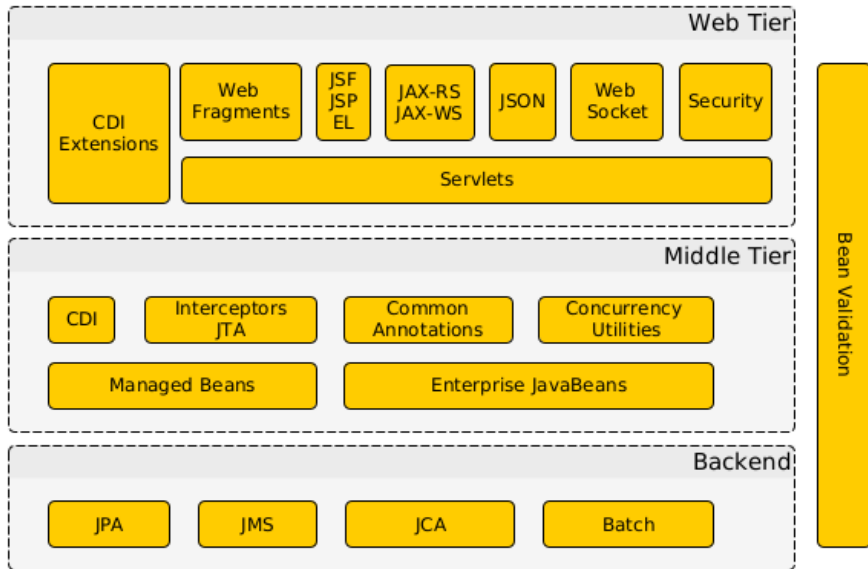 Web Tier
CDI
Extensions
Web
Fragments
JSF
JSP
EL
JAX-RS
JAX-WS
JSON
Web
Socket
Security
Servlets
Middle Tier
CDI
Interceptors
JTA
Common
Annotations
Concurrency
Utilities
Managed Beans
Enterprise JavaBeans
Backend
JPA
JMS
JCA
Batch
Bean Validation